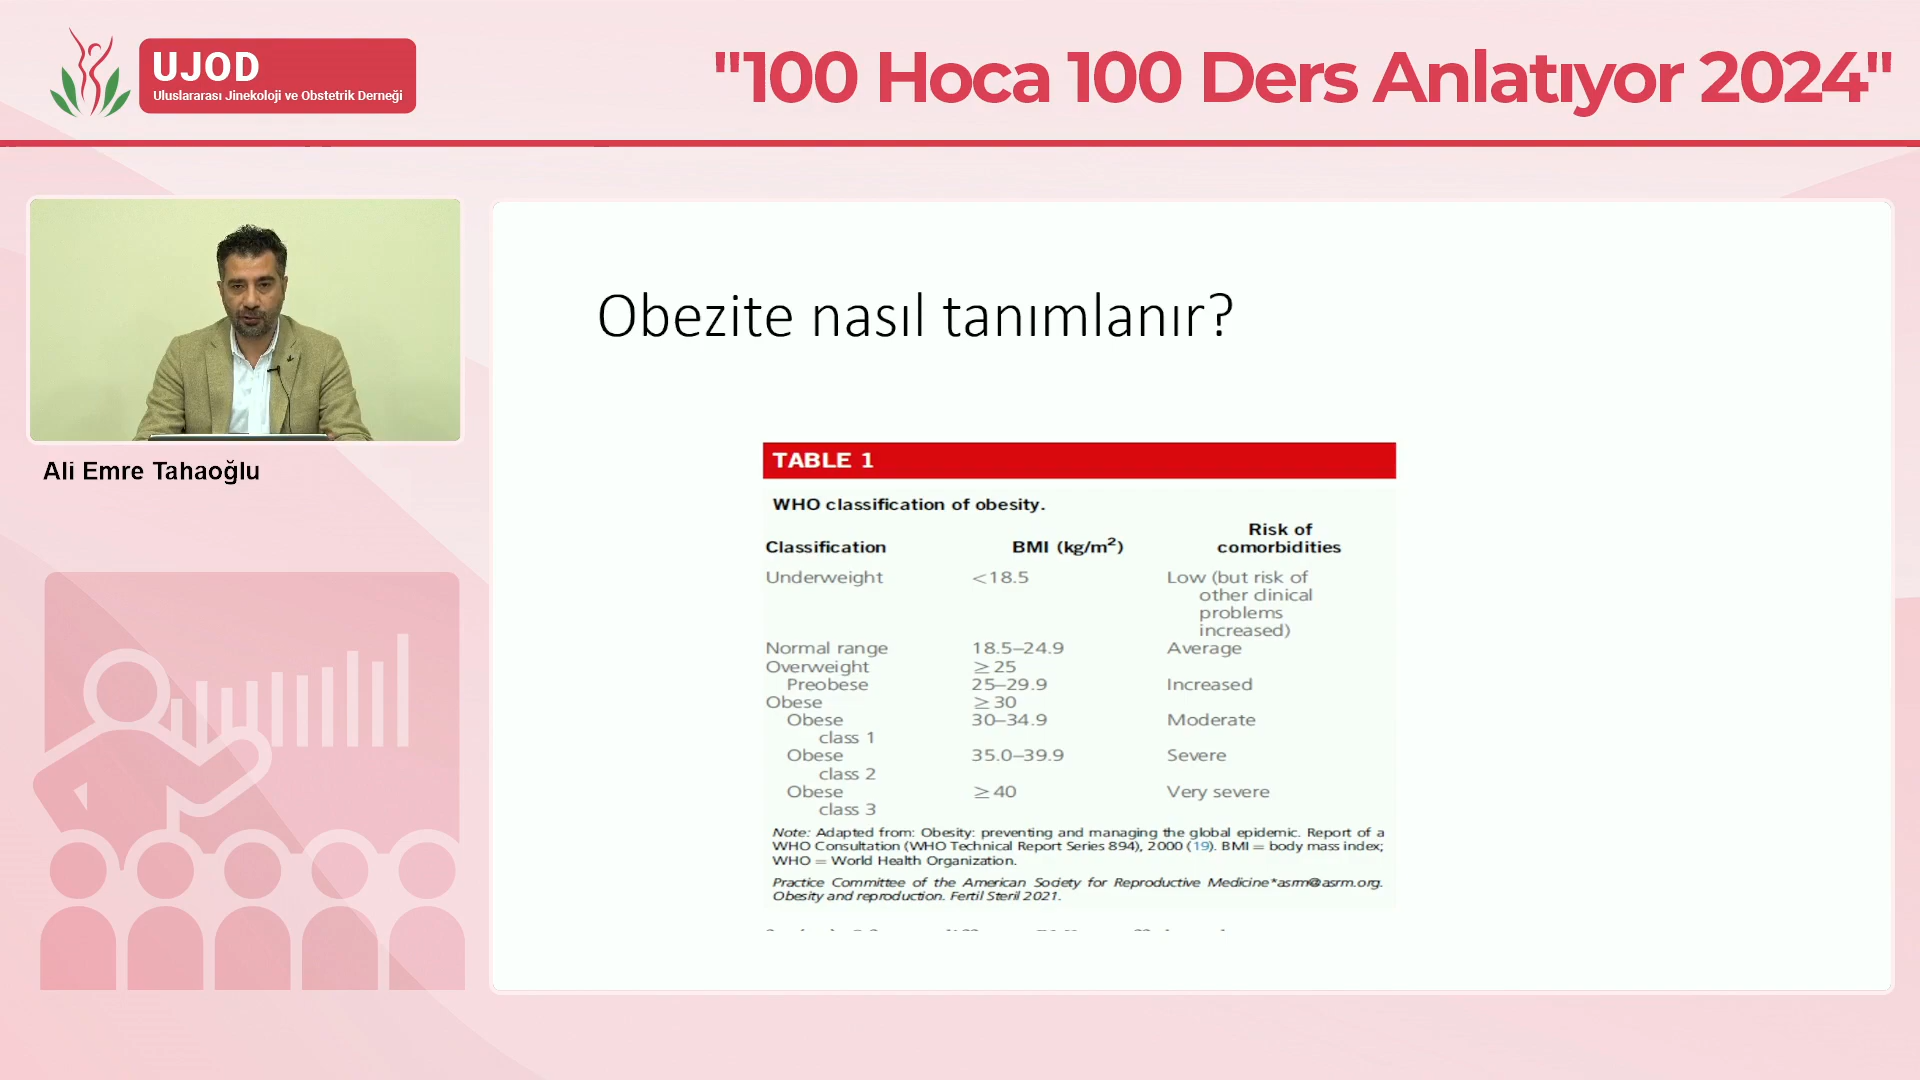 UJOD
Uluslararası Jinekoloji ve Obstetrik Derneği
"100 Hoca 100 Ders Anlatıyor 2024"
Ali Emre Tahaoğlu
Obezite nasıl tanımlanır?
TABLE 1
WHO classification of obesity.
Classification BMI (kg/m²) Risk of comorbidities
Underweight <18.5 Low (but risk of
other clinical
problems
increased)
Normal range 18.5–24.9 Average
Overweight ≥25
Preobese 25–29.9 Increased
Obese ≥30
Obese 30–34.9 Moderate
class 1
Obese 35.0–39.9 Severe
class 2
Obese ≥40 Very severe
class 3
Note: Adapted from: Obesity: preventing and managing the global epidemic. Report of a
WHO Consultation (WHO Technical Report Series 894), 2000 (19). BMI = body mass index;
WHO = World Health Organization.
Practice Committee of the American Society for Reproductive Medicine*asrm@asrm.org.
Obesity and reproduction. Fertil Steril 2021.